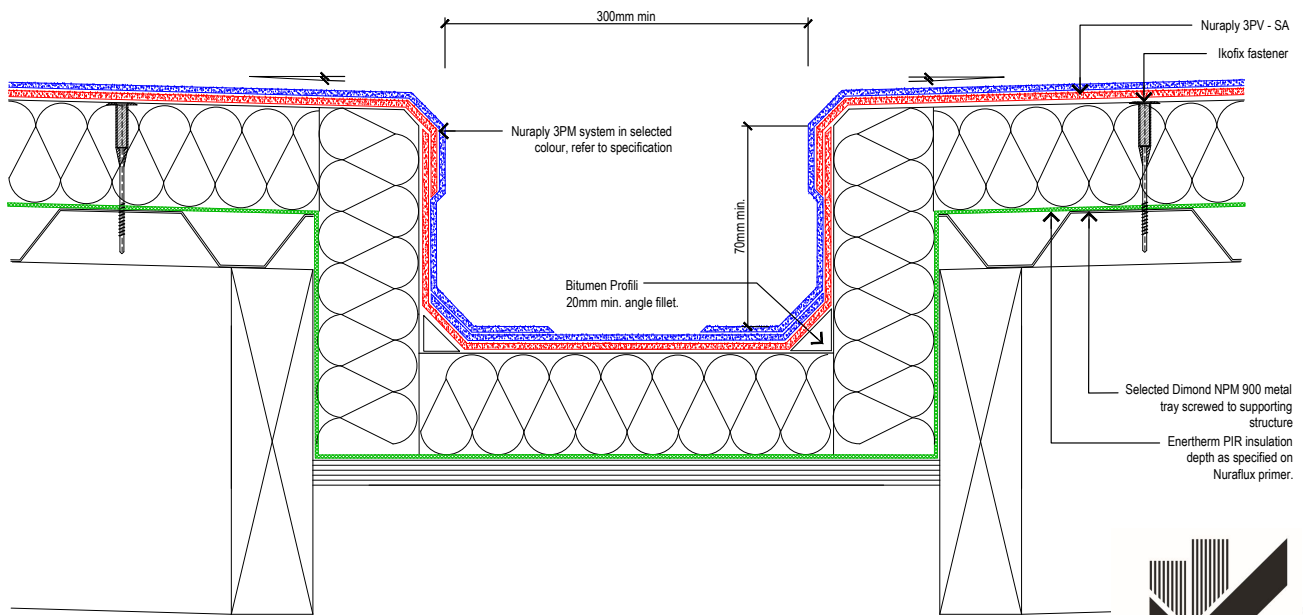 300mm min
Nuraply 3PV - SA
Ikofix fastener
Nuraply 3PM system in selected
colour, refer to specification
70mm min.
Bitumen Profili
20mm min. angle fillet.
Selected Dimond NPM 900 metal
tray screwed to supporting
structure
Enertherm PIR insulation
depth as specified on
Nuraflux primer.